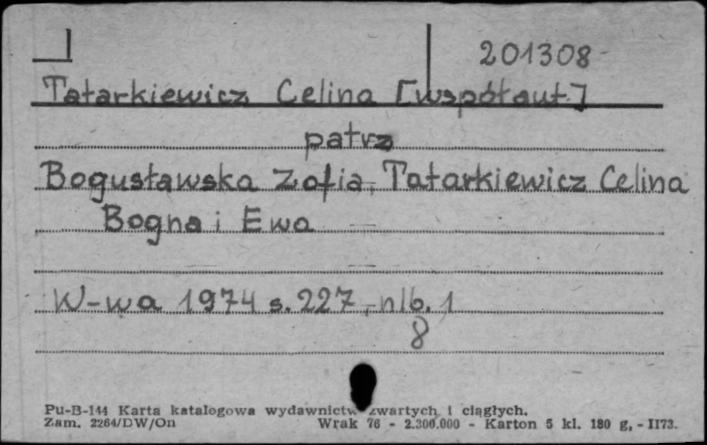 201308
Tatarkiewicz Celina [współaut.]
patrz
Bogusławska Zofia, Tatarkiewicz Celina
Bogna i Ewa
W-wa 1974 s. 227, nlb. 1
8
Pu-B-144 Karta katalogowa wydawnictw zwartych i ciągłych.
Zam. 2264/DW/On Wrak 76 - 2.300.000 - Karton 5 kl. 180 g. - II73.